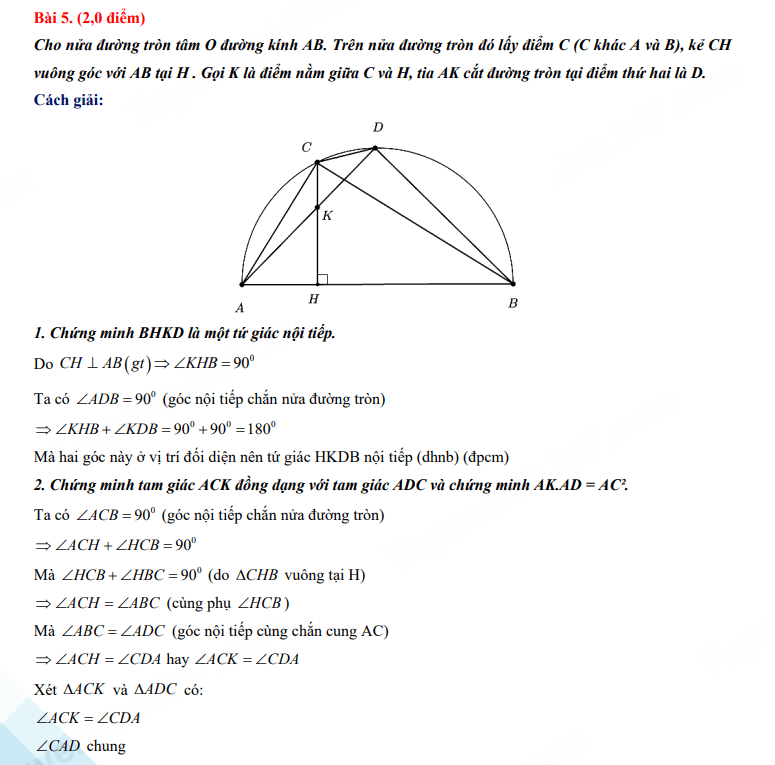 Bài 5. (2,0 điểm)
Cho nửa đường tròn tâm O đường kính AB. Trên nửa đường tròn đó lấy điểm C (C khác A và B), kẻ CH
vuông góc với AB tại H . Gọi K là điểm nằm giữa C và H, tia AK cắt đường tròn tại điểm thứ hai là D.
Cách giải:
D
C
K
A
H
B
1. Chứng minh BHKD là một tứ giác nội tiếp.
Do CH ⊥ AB(gt) ⇒ ∠KHB = 90⁰
Ta có ∠ADB = 90⁰ (góc nội tiếp chắn nửa đường tròn)
⇒ ∠KHB + ∠KDB = 90⁰ + 90⁰ = 180⁰
Mà hai góc này ở vị trí đối diện nên tứ giác HKDB nội tiếp (dhnb) (đpcm)
2. Chứng minh tam giác ACK đồng dạng với tam giác ADC và chứng minh AK.AD = AC².
Ta có ∠ACB = 90⁰ (góc nội tiếp chắn nửa đường tròn)
⇒ ∠ACH + ∠HCB = 90⁰
Mà ∠HCB + ∠HBC = 90⁰ (do ΔCHB vuông tại H)
⇒ ∠ACH = ∠ABC (cùng phụ ∠HCB)
Mà ∠ABC = ∠ADC (góc nội tiếp cùng chắn cung AC)
⇒ ∠ACH = ∠CDA hay ∠ACK = ∠CDA
Xét ΔACK và ΔADC có:
∠ACK = ∠CDA
∠CAD chung